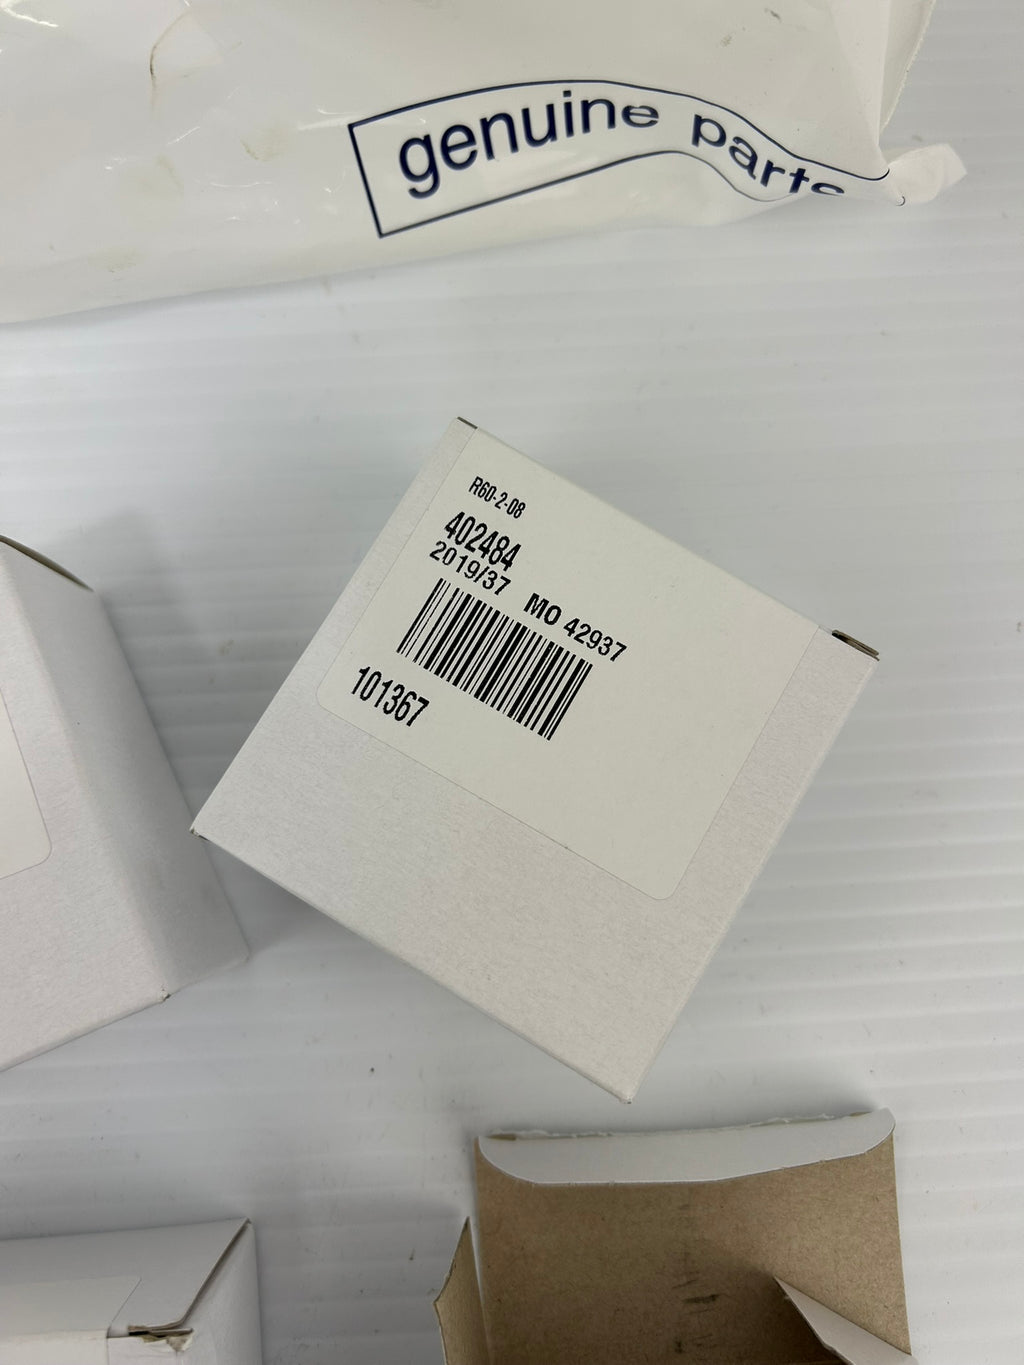 genuine parts
R60-2-08
402484
2019/37 MO 42937
101367